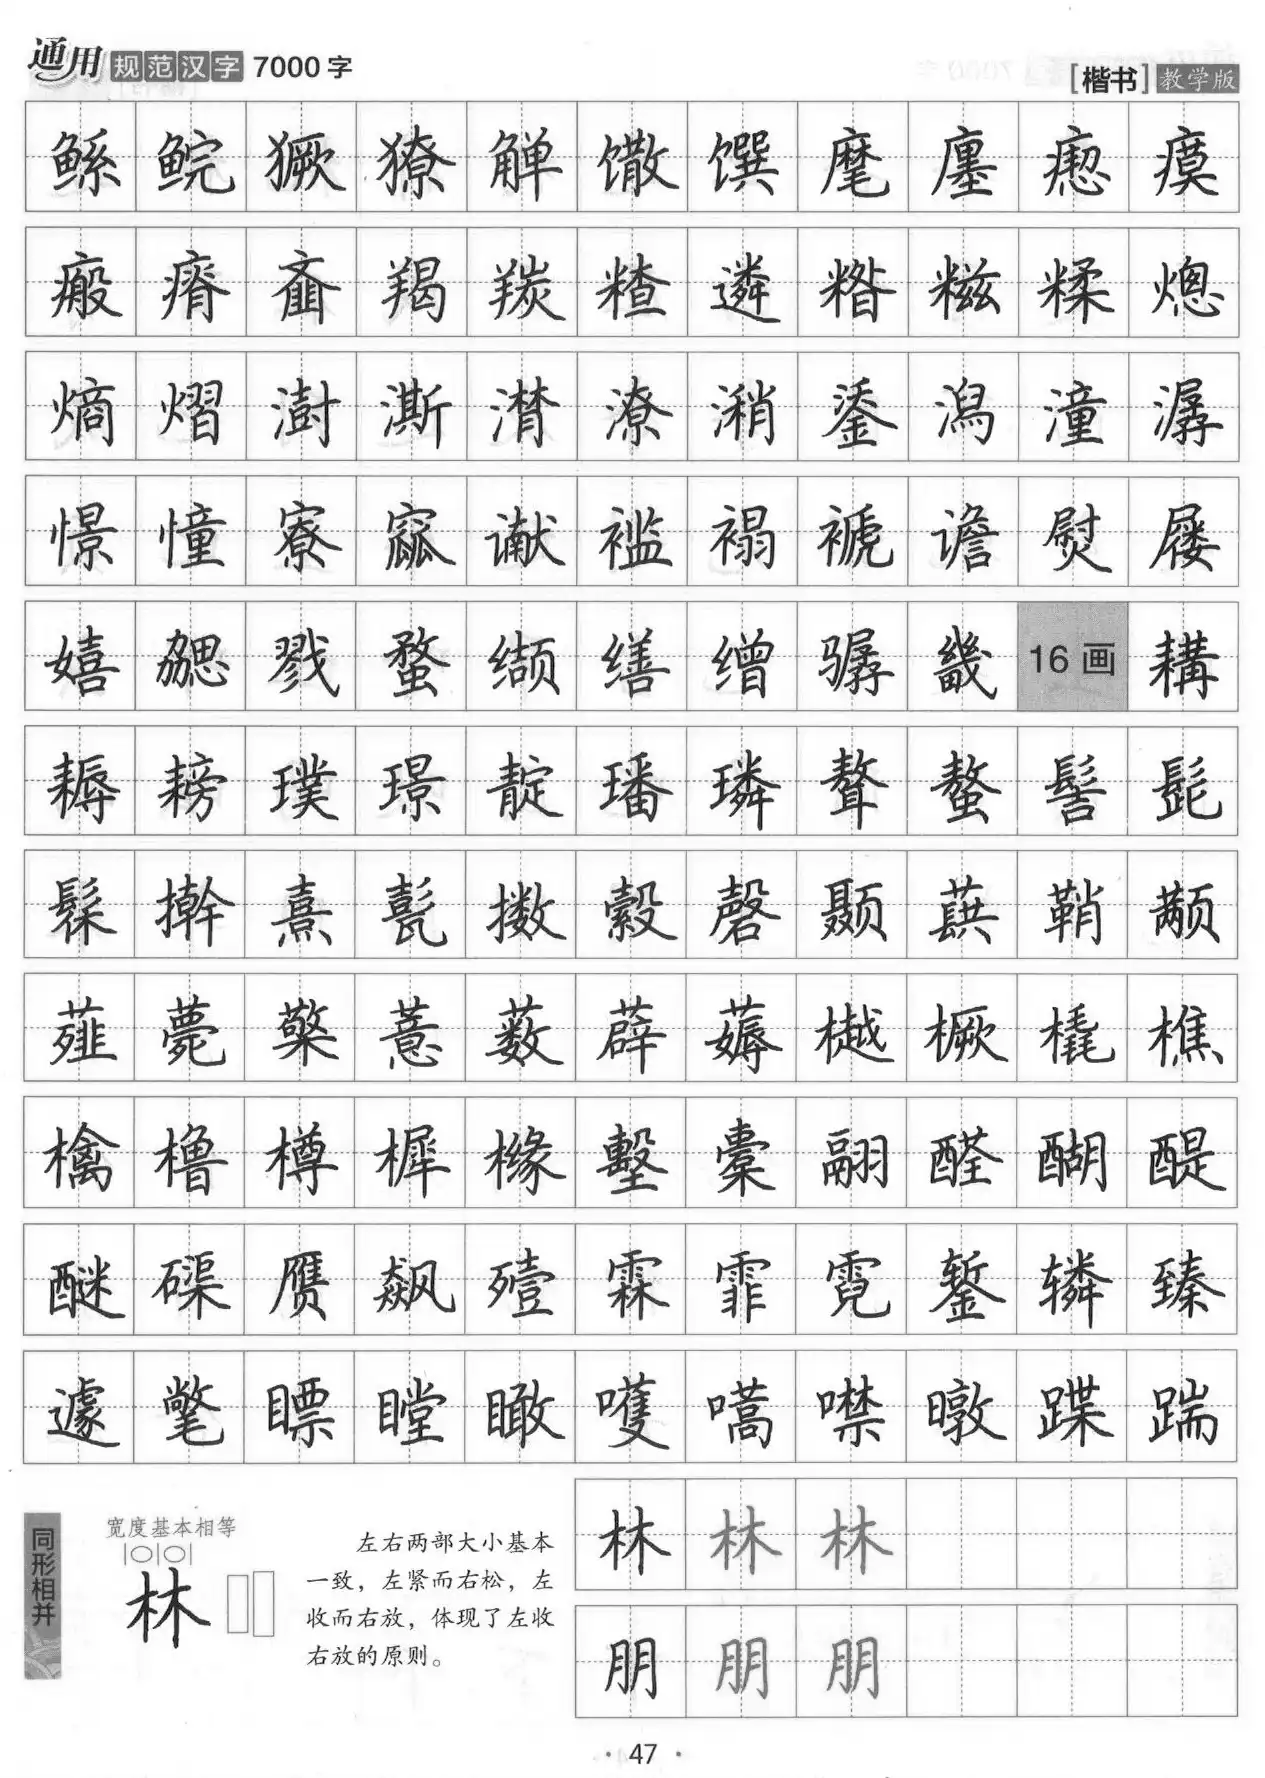 通用规范汉字7000字
[楷书]教学版
鲧鲩獗獠觯馓馔麾廛瘛瘼
瘢瘠齑羯羰楂遴糌糍糅熜
熵熠澍澌潸潦潲鋈潟潼潺
憬憧寮窳谳褴褟褫谵熨屦
嬉勰戮蝥缬缮缯骣畿16画耩
耨耪璞璟靛璠璘聱螯髻髭
髹擀熹甏擞縠磬颞蕻鞘颟
薤薨檠薏薮薜薅樾橛橇樵
檎橹樽樨橼墼橐翮醛醐醍
醚磲赝飙殪霖霏霓錾辚臻
遽氅瞟瞠瞰嚄嚆噤暾蹀踹
同形相并
宽度基本相等
林
左右两部大小基本
一致，左紧而右松，左
收而右放，体现了左收
右放的原则。
林林林
朋朋朋
·47·